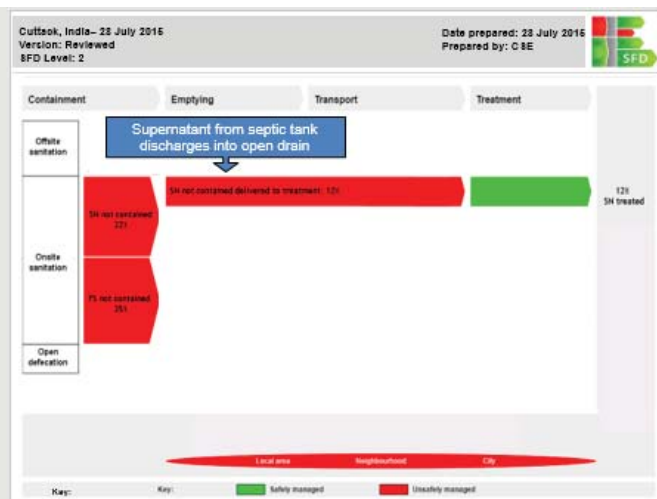 Cuttack, India– 28 July 2015
Version: Reviewed
SFD Level: 2
Date prepared: 28 July 2015
Prepared by: CSE
SFD
Containment
Emptying
Transport
Treatment
Supernatant from septic tank
discharges into open drain
Offsite
sanitation
SN not contained delivered to treatment: 12%
12%
SN treated
SN not contained
22%
Onsite
sanitation
FS not contained
25%
Open
defecation
Local area
Neighbourhood
City
Key:
Key:
Safely managed
Unsafely managed